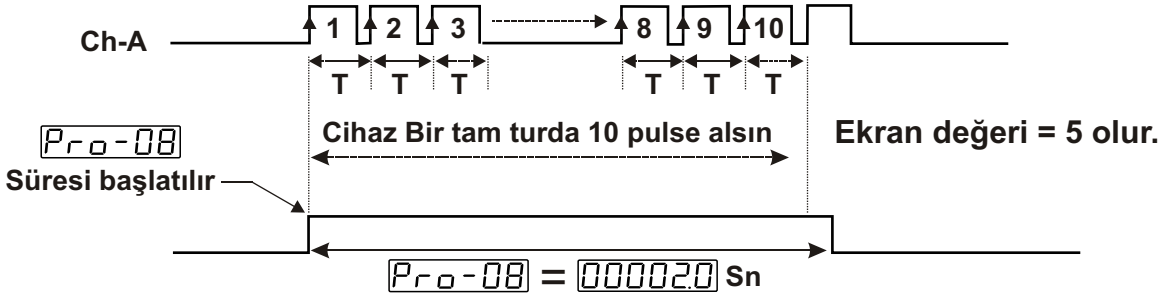 Ch-A 1 2 3 8 9 10
T T T T T T
Pro-08
Cihaz Bir tam turda 10 pulse alsın
Ekran değeri = 5 olur.
Süresi başlatılır
Pro-08 = 00002.0 Sn